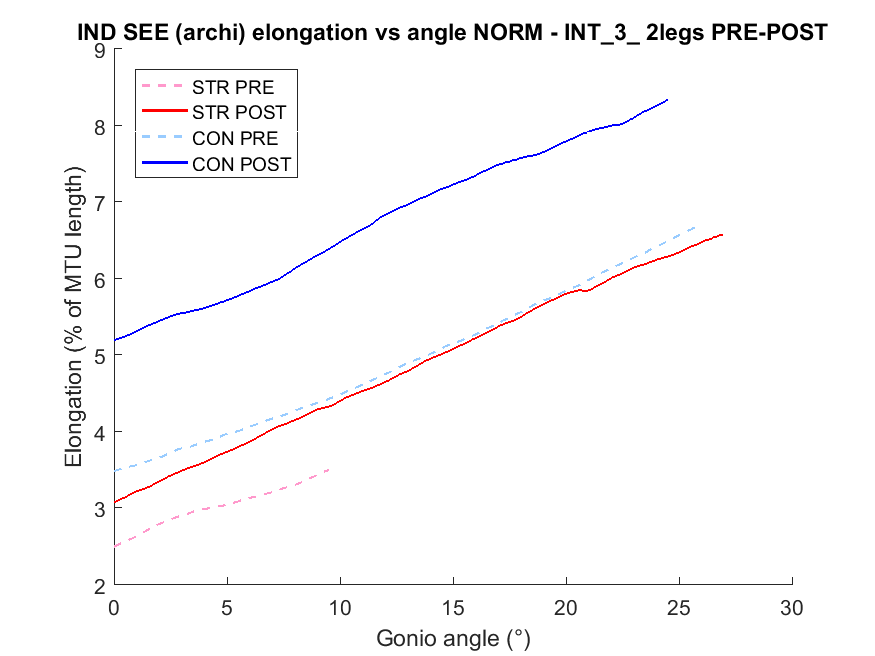 IND SEE (archi) elongation vs angle NORM - INT_3_ 2legs PRE-POST
STR PRE
STR POST
CON PRE
CON POST
Elongation (% of MTU length)
9
8
7
6
5
4
3
2
0 5 10 15 20 25 30
Gonio angle (°)